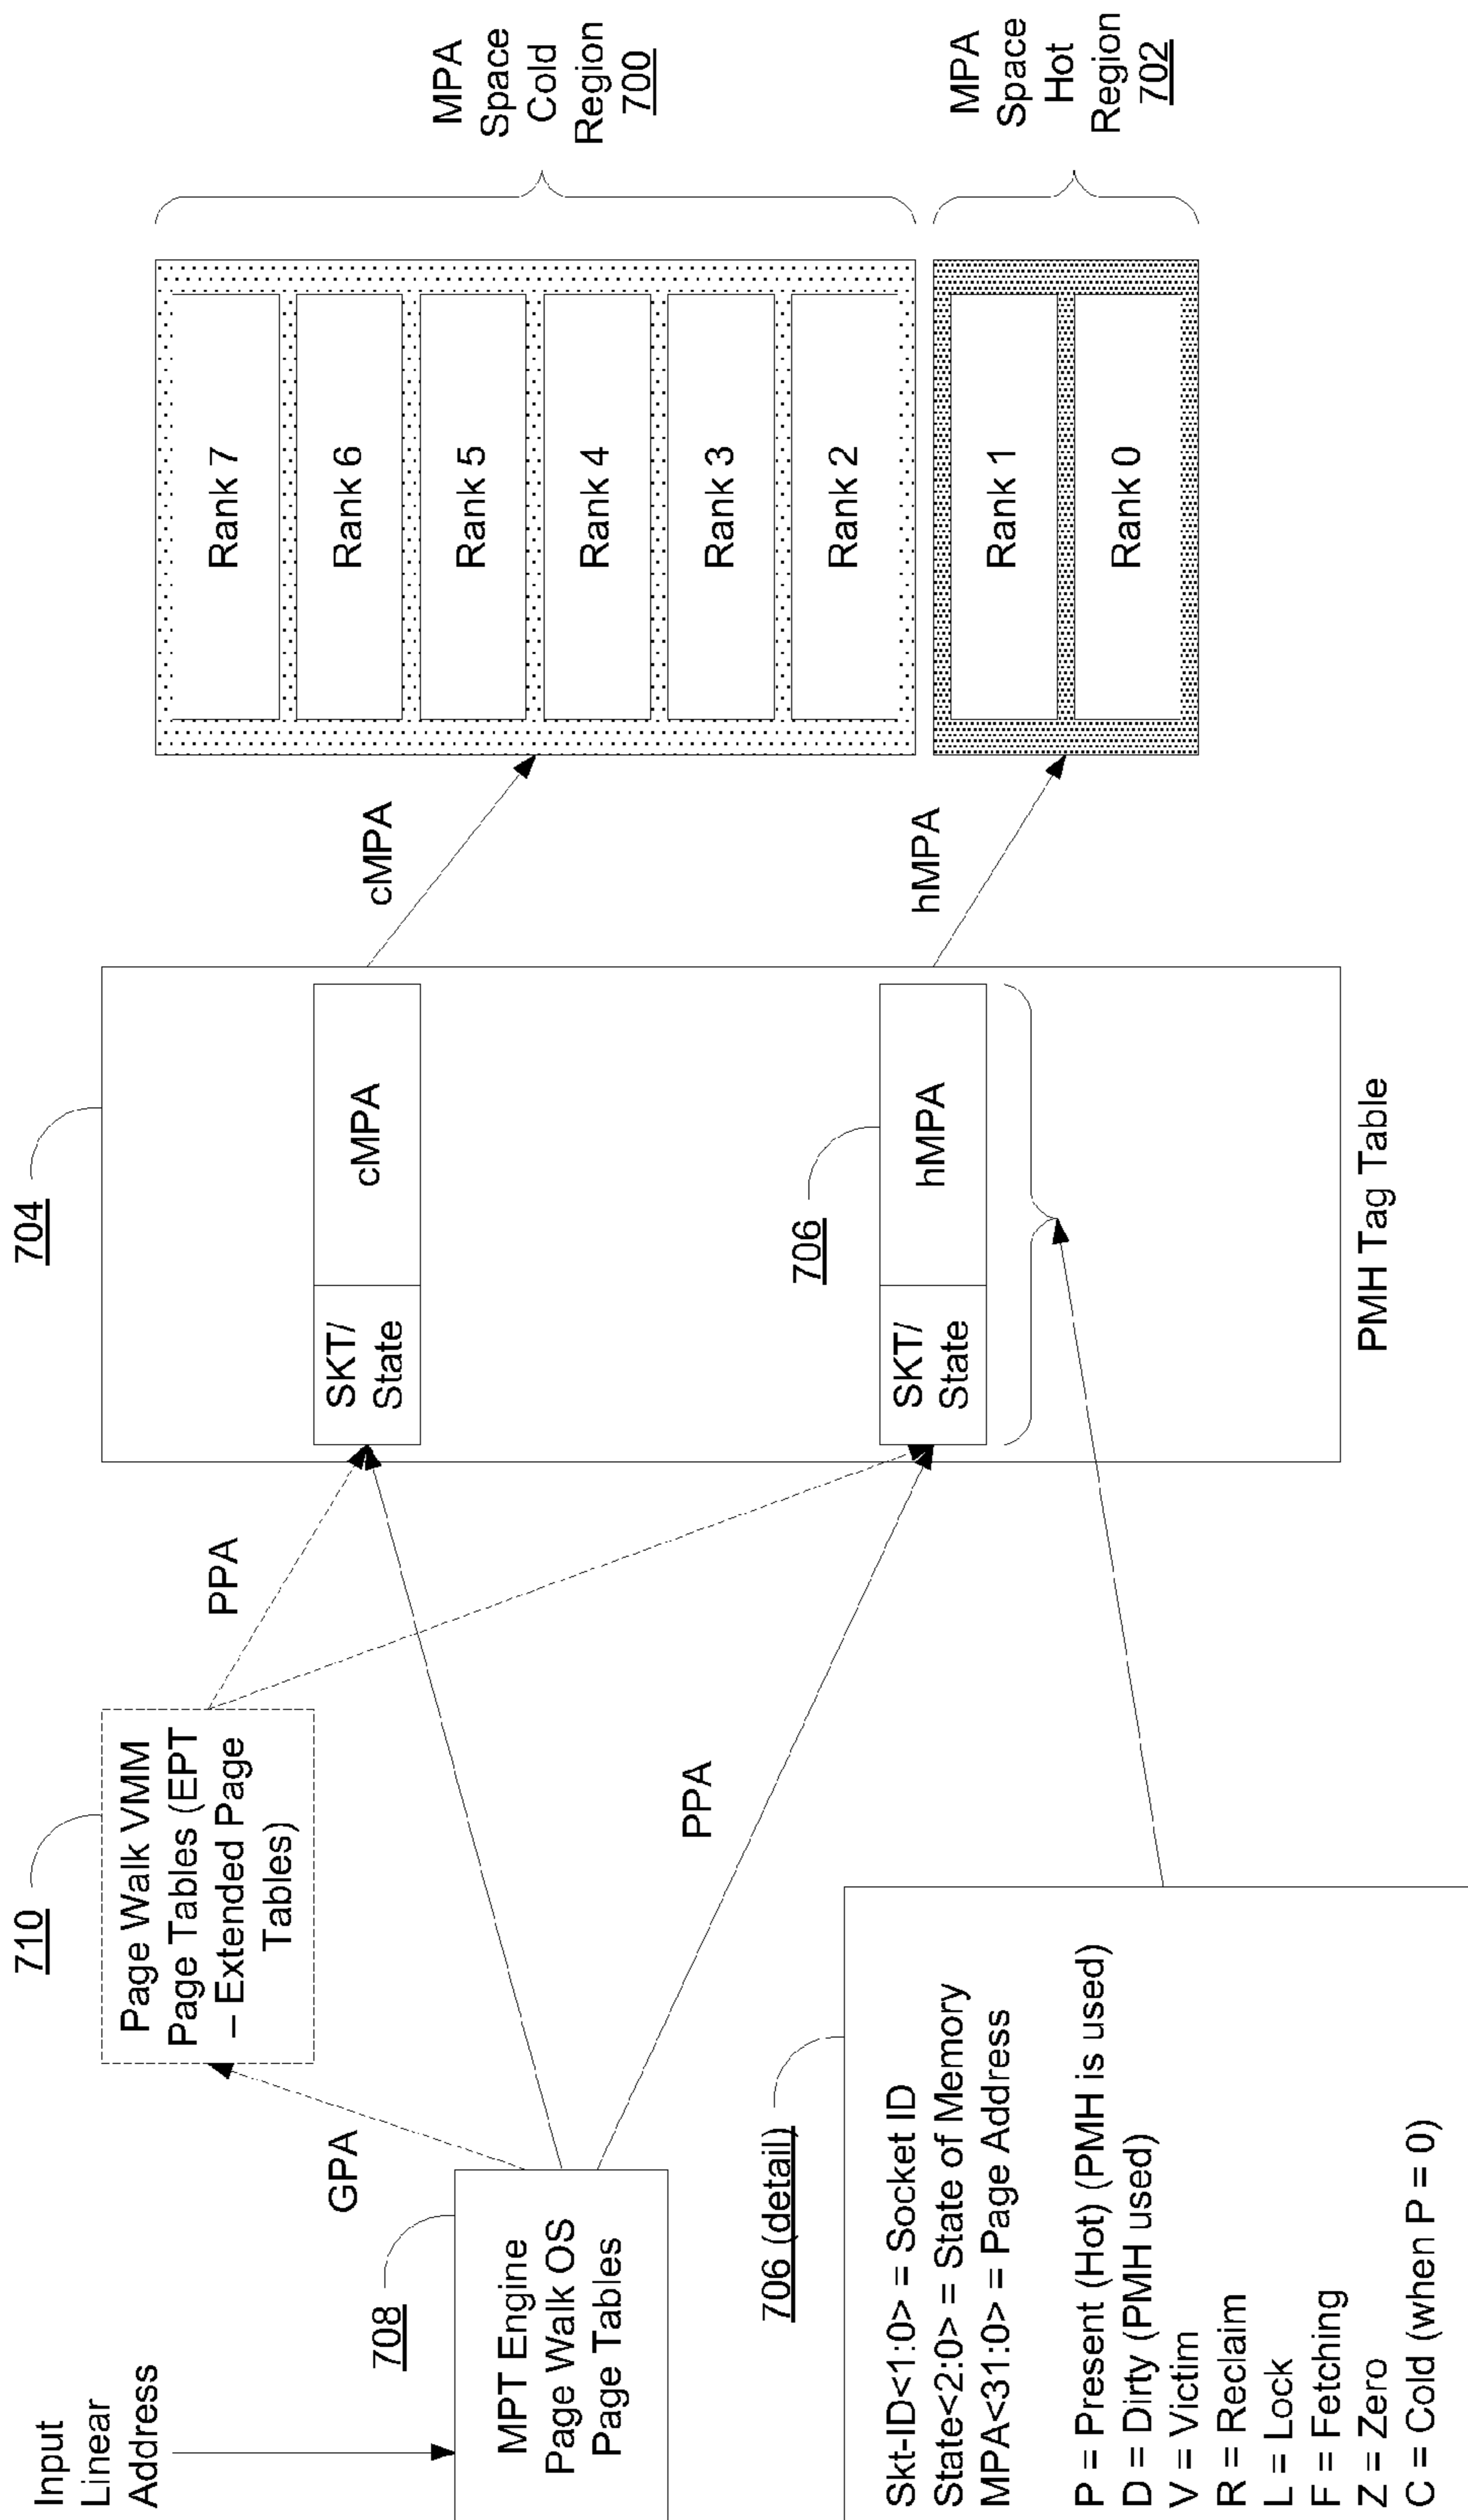 Input
Linear
Address
708
MPT Engine
Page Walk OS
Page Tables
GPA
710
Page Walk VMM
Page Tables (EPT
– Extended Page
Tables)
PPA
PPA
706 (detail)
Skt-ID<1:0> = Socket ID
State<2:0> = State of Memory
MPA<31:0> = Page Address
P = Present (Hot) (PMH is used)
D = Dirty (PMH used)
V = Victim
R = Reclaim
L = Lock
F = Fetching
Z = Zero
C = Cold (when P = 0)
704
SKT/
State
cMPA
706
SKT/
State
hMPA
PMH Tag Table
cMPA
hMPA
Rank 7
Rank 6
Rank 5
Rank 4
Rank 3
Rank 2
Rank 1
Rank 0
MPA
Space
Cold
Region
700
MPA
Space
Hot
Region
702